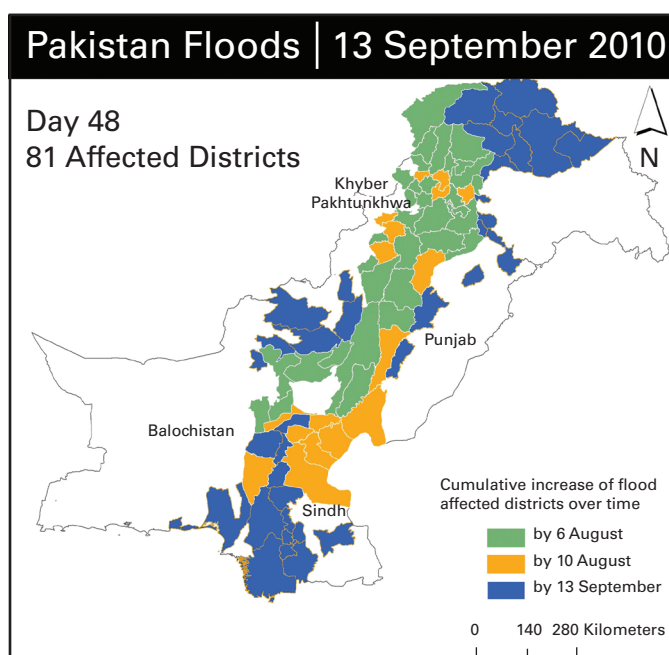 Pakistan Floods | 13 September 2010
Day 48
81 Affected Districts
N
Khyber
Pakhtunkhwa
Punjab
Balochistan
Sindh
Cumulative increase of flood
affected districts over time
by 6 August
by 10 August
by 13 September
0 140 280 Kilometers